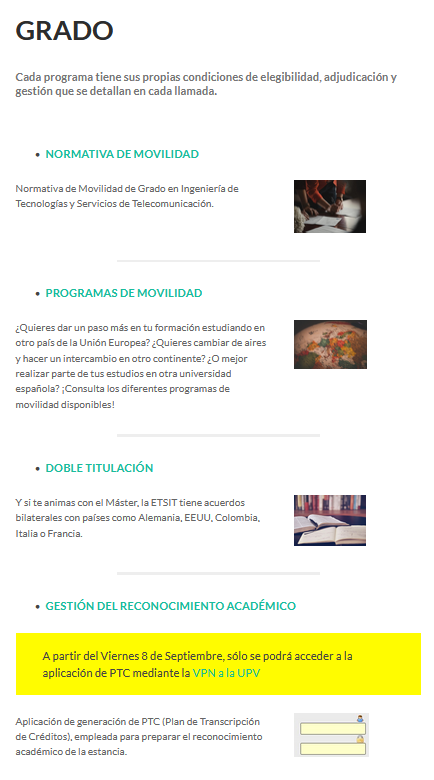 GRADO
Cada programa tiene sus propias condiciones de elegibilidad, adjudicación y
gestión que se detallan en cada llamada.
• NORMATIVA DE MOVILIDAD
Normativa de Movilidad de Grado en Ingeniería de
Tecnologías y Servicios de Telecomunicación.
• PROGRAMAS DE MOVILIDAD
¿Quieres dar un paso más en tu formación estudiando en
otro país de la Unión Europea? ¿Quieres cambiar de aires
y hacer un intercambio en otro continente? ¿O mejor
realizar parte de tus estudios en otra universidad
española? ¡Consulta los diferentes programas de
movilidad disponibles!
• DOBLE TITULACIÓN
Y si te animas con el Máster, la ETSIT tiene acuerdos
bilaterales con países como Alemania, EEUU, Colombia,
Italia o Francia.
• GESTIÓN DEL RECONOCIMIENTO ACADÉMICO
A partir del Viernes 8 de Septiembre, sólo se podrá acceder a la
aplicación de PTC mediante la VPN a la UPV
Aplicación de generación de PTC (Plan de Transcripción
de Créditos), empleada para preparar el reconocimiento
académico de la estancia.